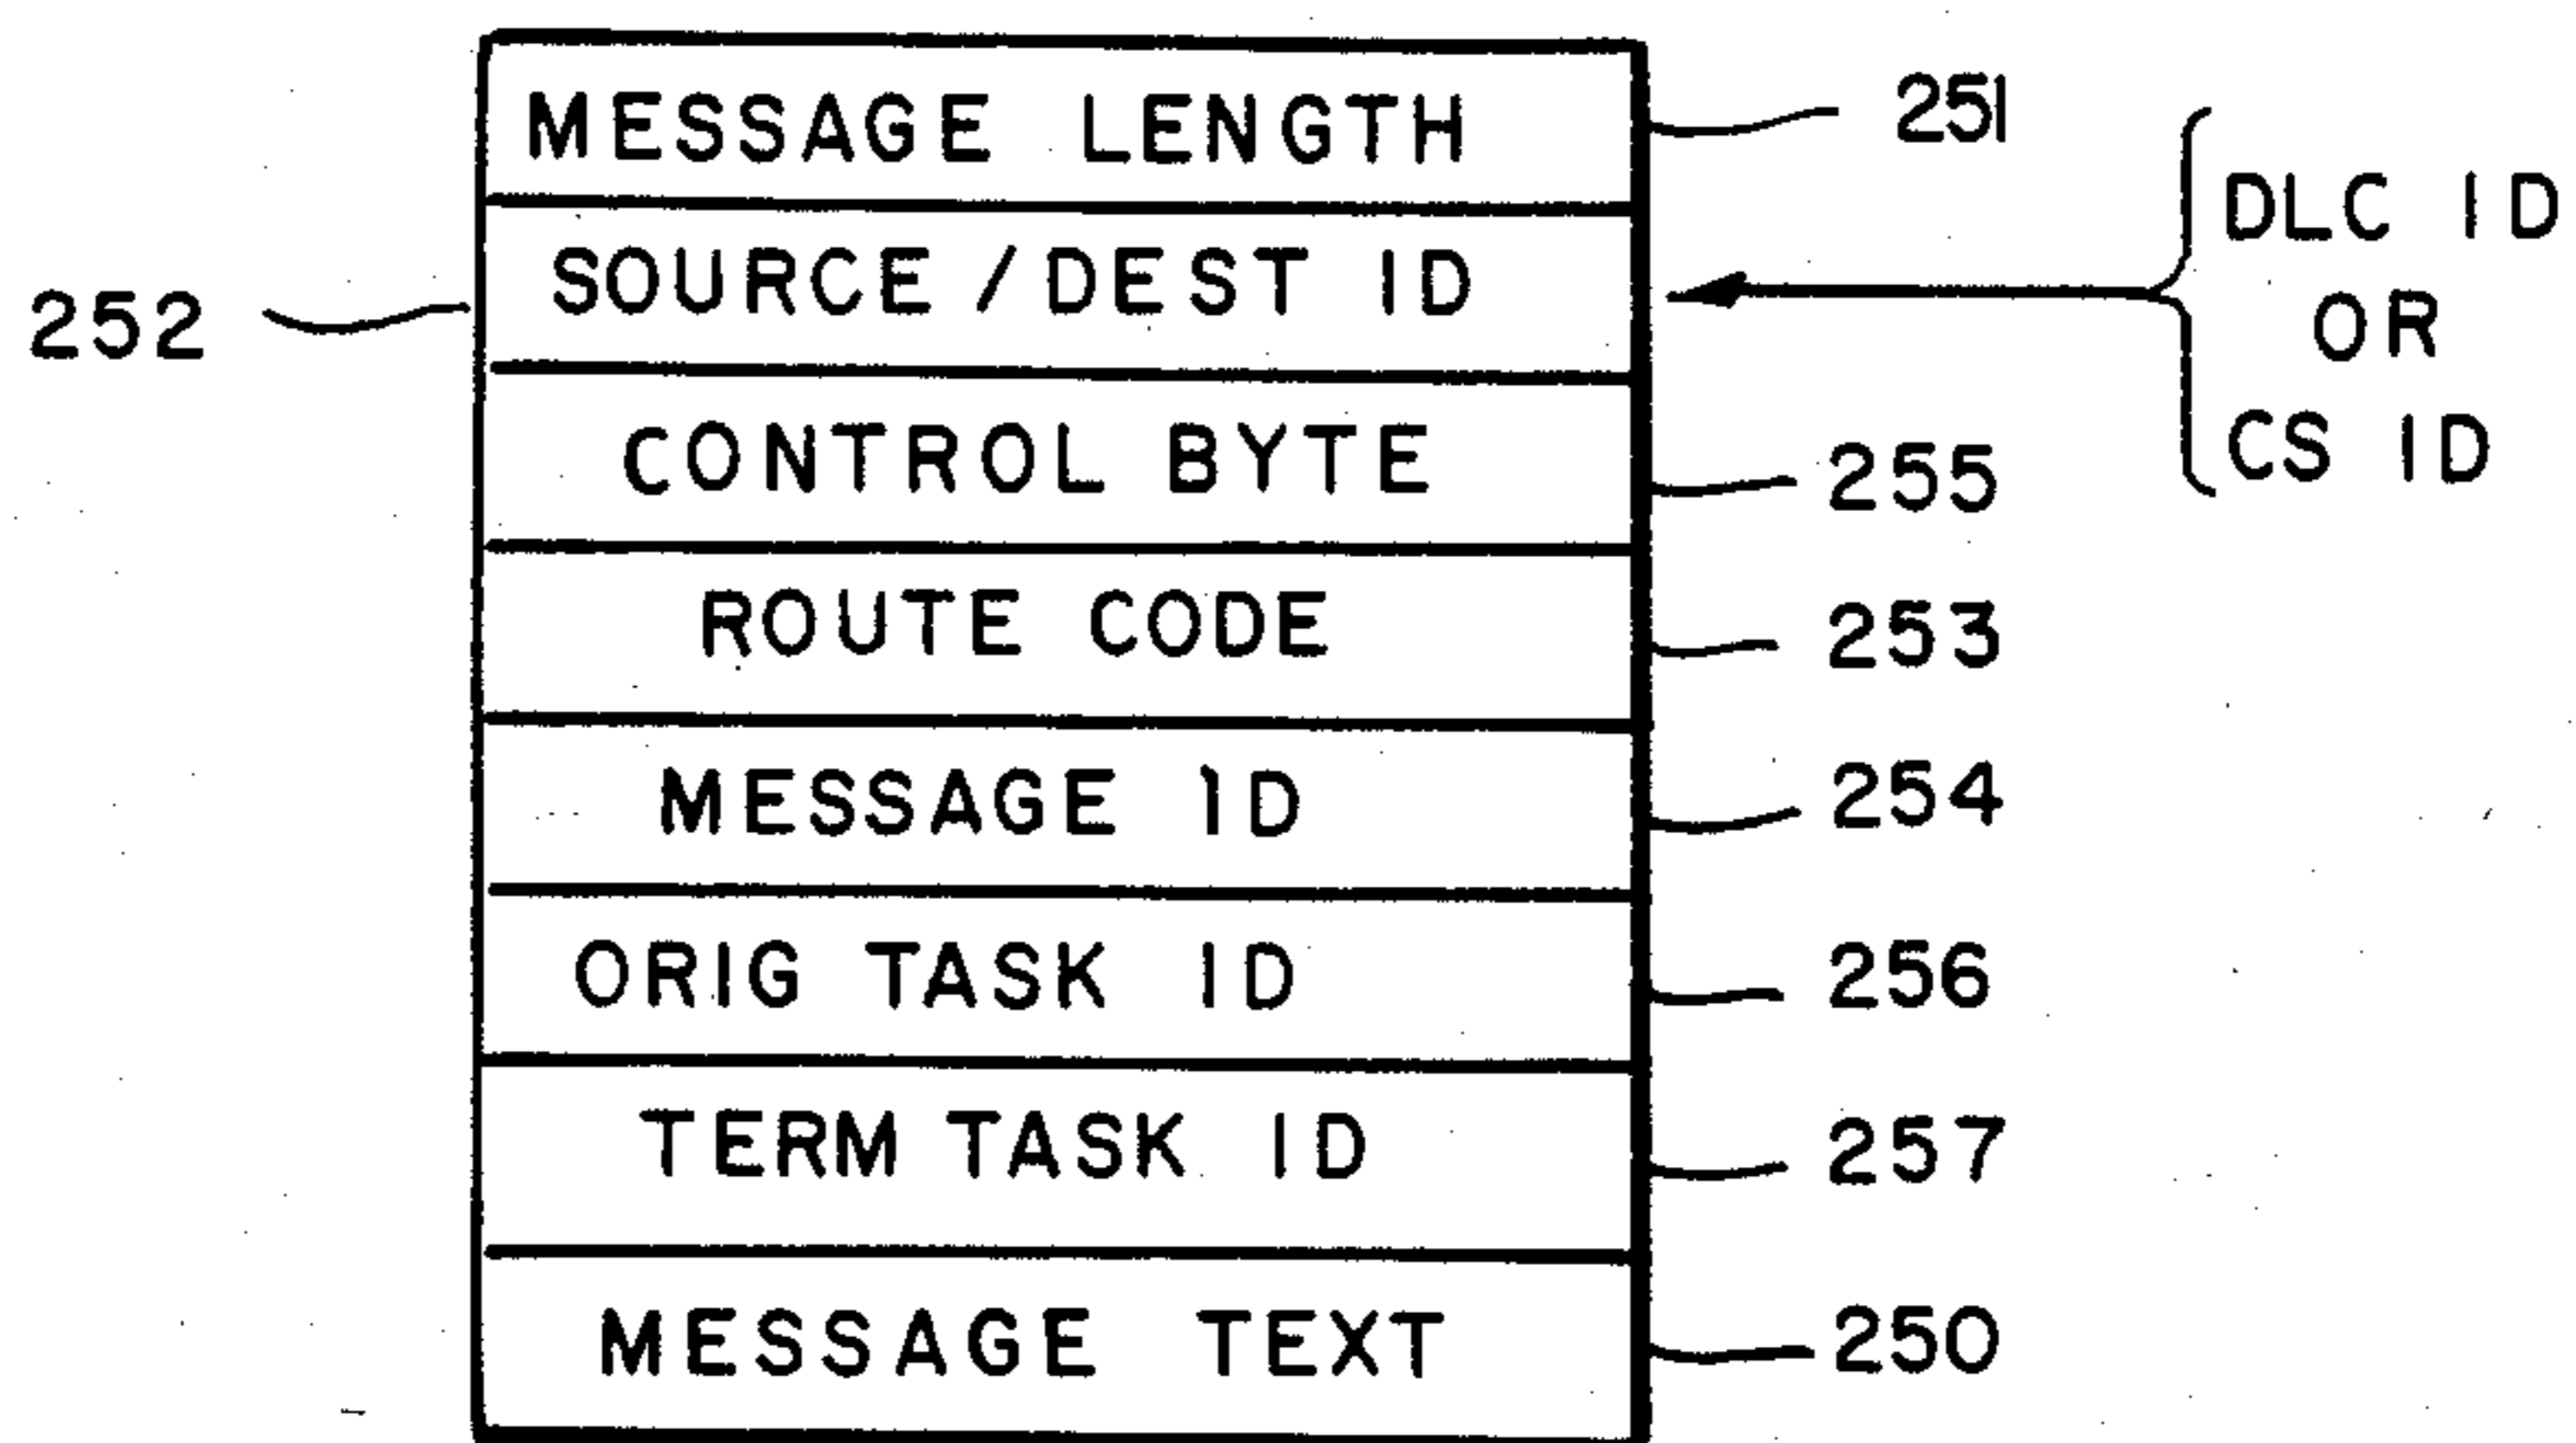 MESSAGE LENGTH
251
252
SOURCE / DEST ID
DLC ID
OR
CS ID
CONTROL BYTE
255
ROUTE CODE
253
MESSAGE ID
254
ORIG TASK ID
256
TERM TASK ID
257
MESSAGE TEXT
250